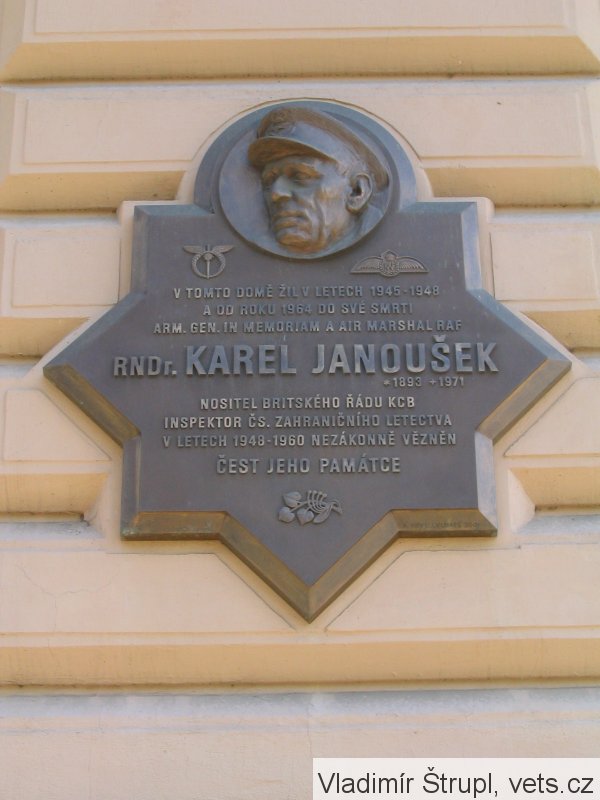 V TOMTO DOMĚ ŽIL V LETECH 1945-1948
A OD ROKU 1964 DO SVÉ SMRTI
ARM. GEN. IN MEMORIAM A AIR MARSHAL RAF
RNDr. KAREL JANOUŠEK
*1893 +1971
NOSITEL BRITSKÉHO ŘÁDU KCB
INSPEKTOR ČS. ZAHRANIČNÍHO LETECTVA
V LETECH 1948-1960 NEZÁKONNĚ VĚZNĚN
ČEST JEHO PAMÁTCE
Vladimír Štrupl, vets.cz